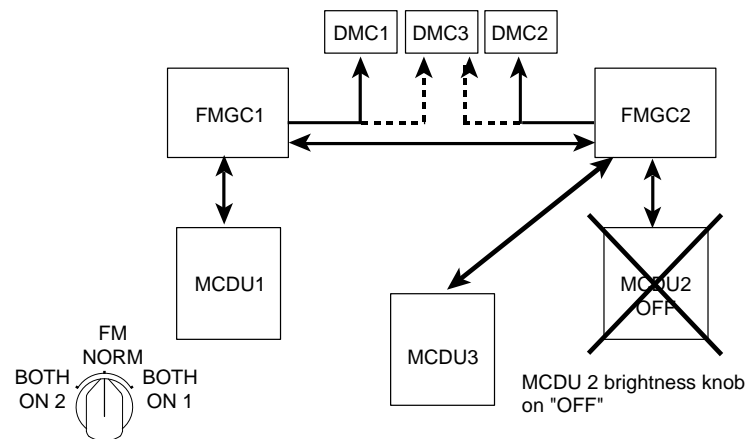 DMC1 DMC3 DMC2
FMGC1 FMGC2
MCDU1
MCDU2
OFF
MCDU3
FM
NORM
BOTH
ON 2
BOTH
ON 1
MCDU 2 brightness knob
on "OFF"